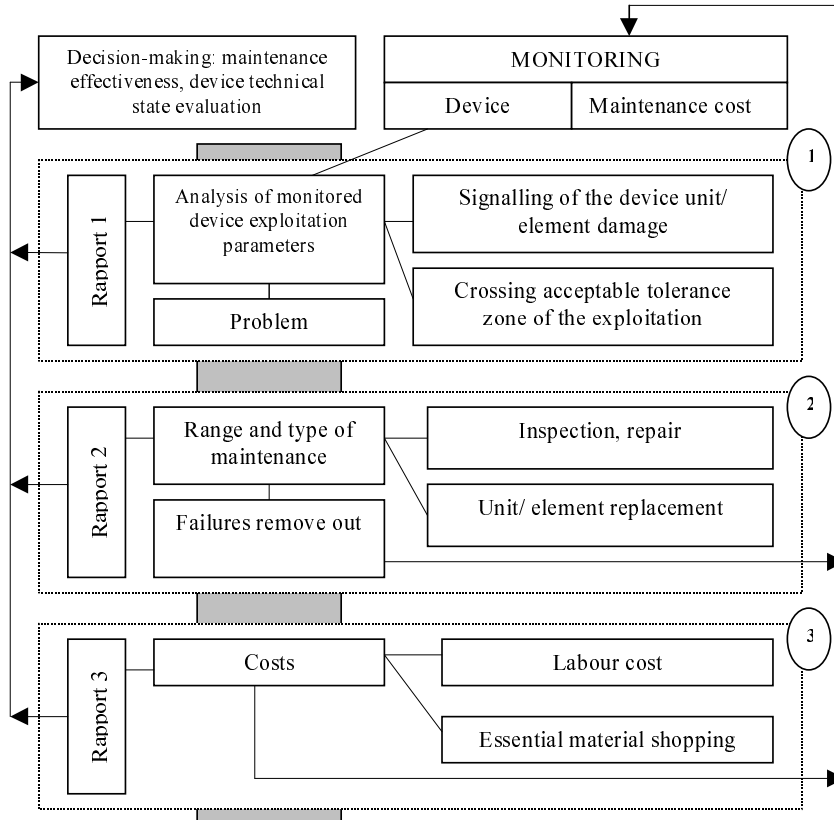 Decision-making: maintenance
effectiveness, device technical
state evaluation
MONITORING
Device
Maintenance cost
1
Rapport 1
Analysis of monitored
device exploitation
parameters
Problem
Signalling of the device unit/
element damage
Crossing acceptable tolerance
zone of the exploitation
2
Rapport 2
Range and type of
maintenance
Failures remove out
Inspection, repair
Unit/ element replacement
3
Rapport 3
Costs
Labour cost
Essential material shopping